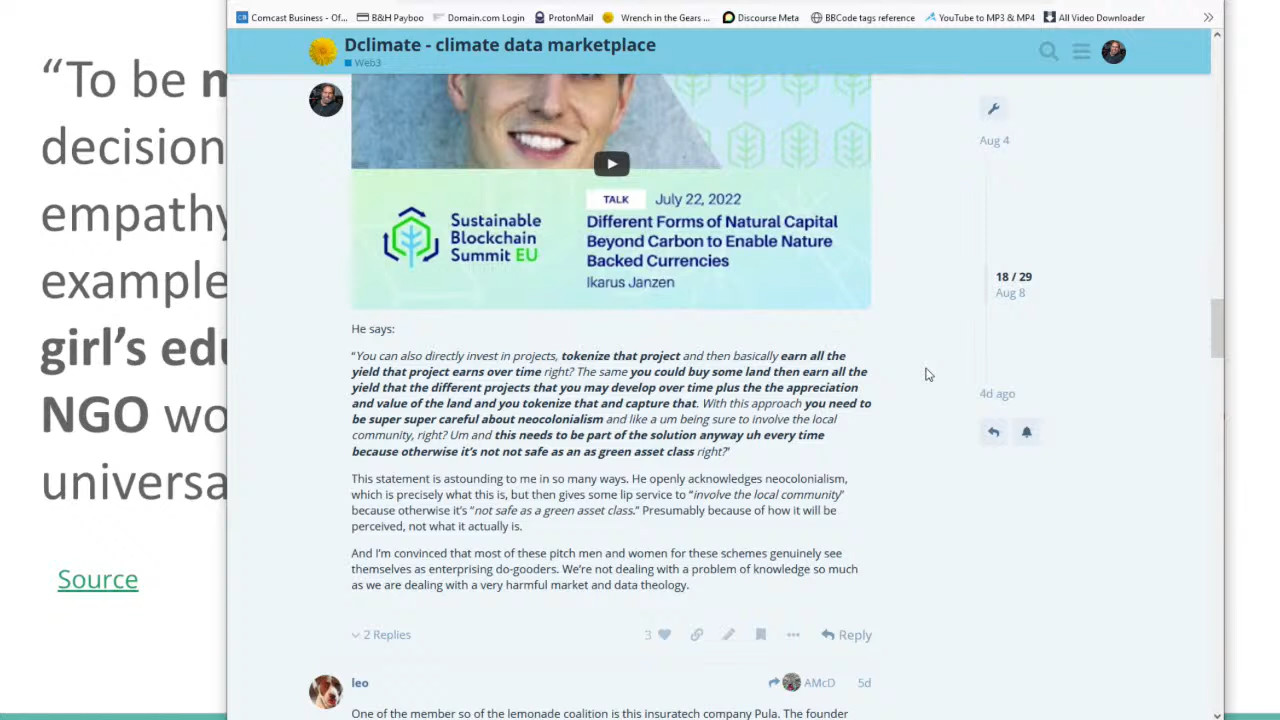 Comcast Business - Of...
B&H Payboo
Domain.com Login
ProtonMail
Wrench in the Gears ...
Discourse Meta
BBCode tags reference
YouTube to MP3 & MP4
All Video Downloader
Dclimate - climate data marketplace
Web3
“To be
decision
empathy
example
girl’s
NGO wo
universa
Source
TALK
July 22, 2022
Sustainable
Blockchain
Summit EU
Different Forms of Natural Capital
Beyond Carbon to Enable Nature
Backed Currencies
Ikarus Janzen
He says:
“You can also directly invest in projects, tokenize that project and then basically earn all the
yield that project earns over time right? The same you could buy some land then earn all the
yield that the different projects that you may develop over time plus the the appreciation
and value of the land and you tokenize that and capture that. With this approach you need to
be super super careful about neocolonialism and like a um being sure to involve the local
community, right? Um and this needs to be part of the solution anyway uh every time
because otherwise it’s not not safe as an as green asset class right?”
This statement is astounding to me in so many ways. He openly acknowledges neocolonialism,
which is precisely what this is, but then gives some lip service to “involve the local community”
because otherwise it’s “not safe as a green asset class.” Presumably because of how it will be
perceived, not what it actually is.
And I’m convinced that most of these pitch men and women for these schemes genuinely see
themselves as enterprising do-gooders. We’re not dealing with a problem of knowledge so much
as we are dealing with a very harmful market and data theology.
2 Replies
3
Reply
leo
AMcD
5d
One of the member so of the lemonade coalition is this insuratech company Pula. The founder
Aug 4
18 / 29
Aug 8
4d ago